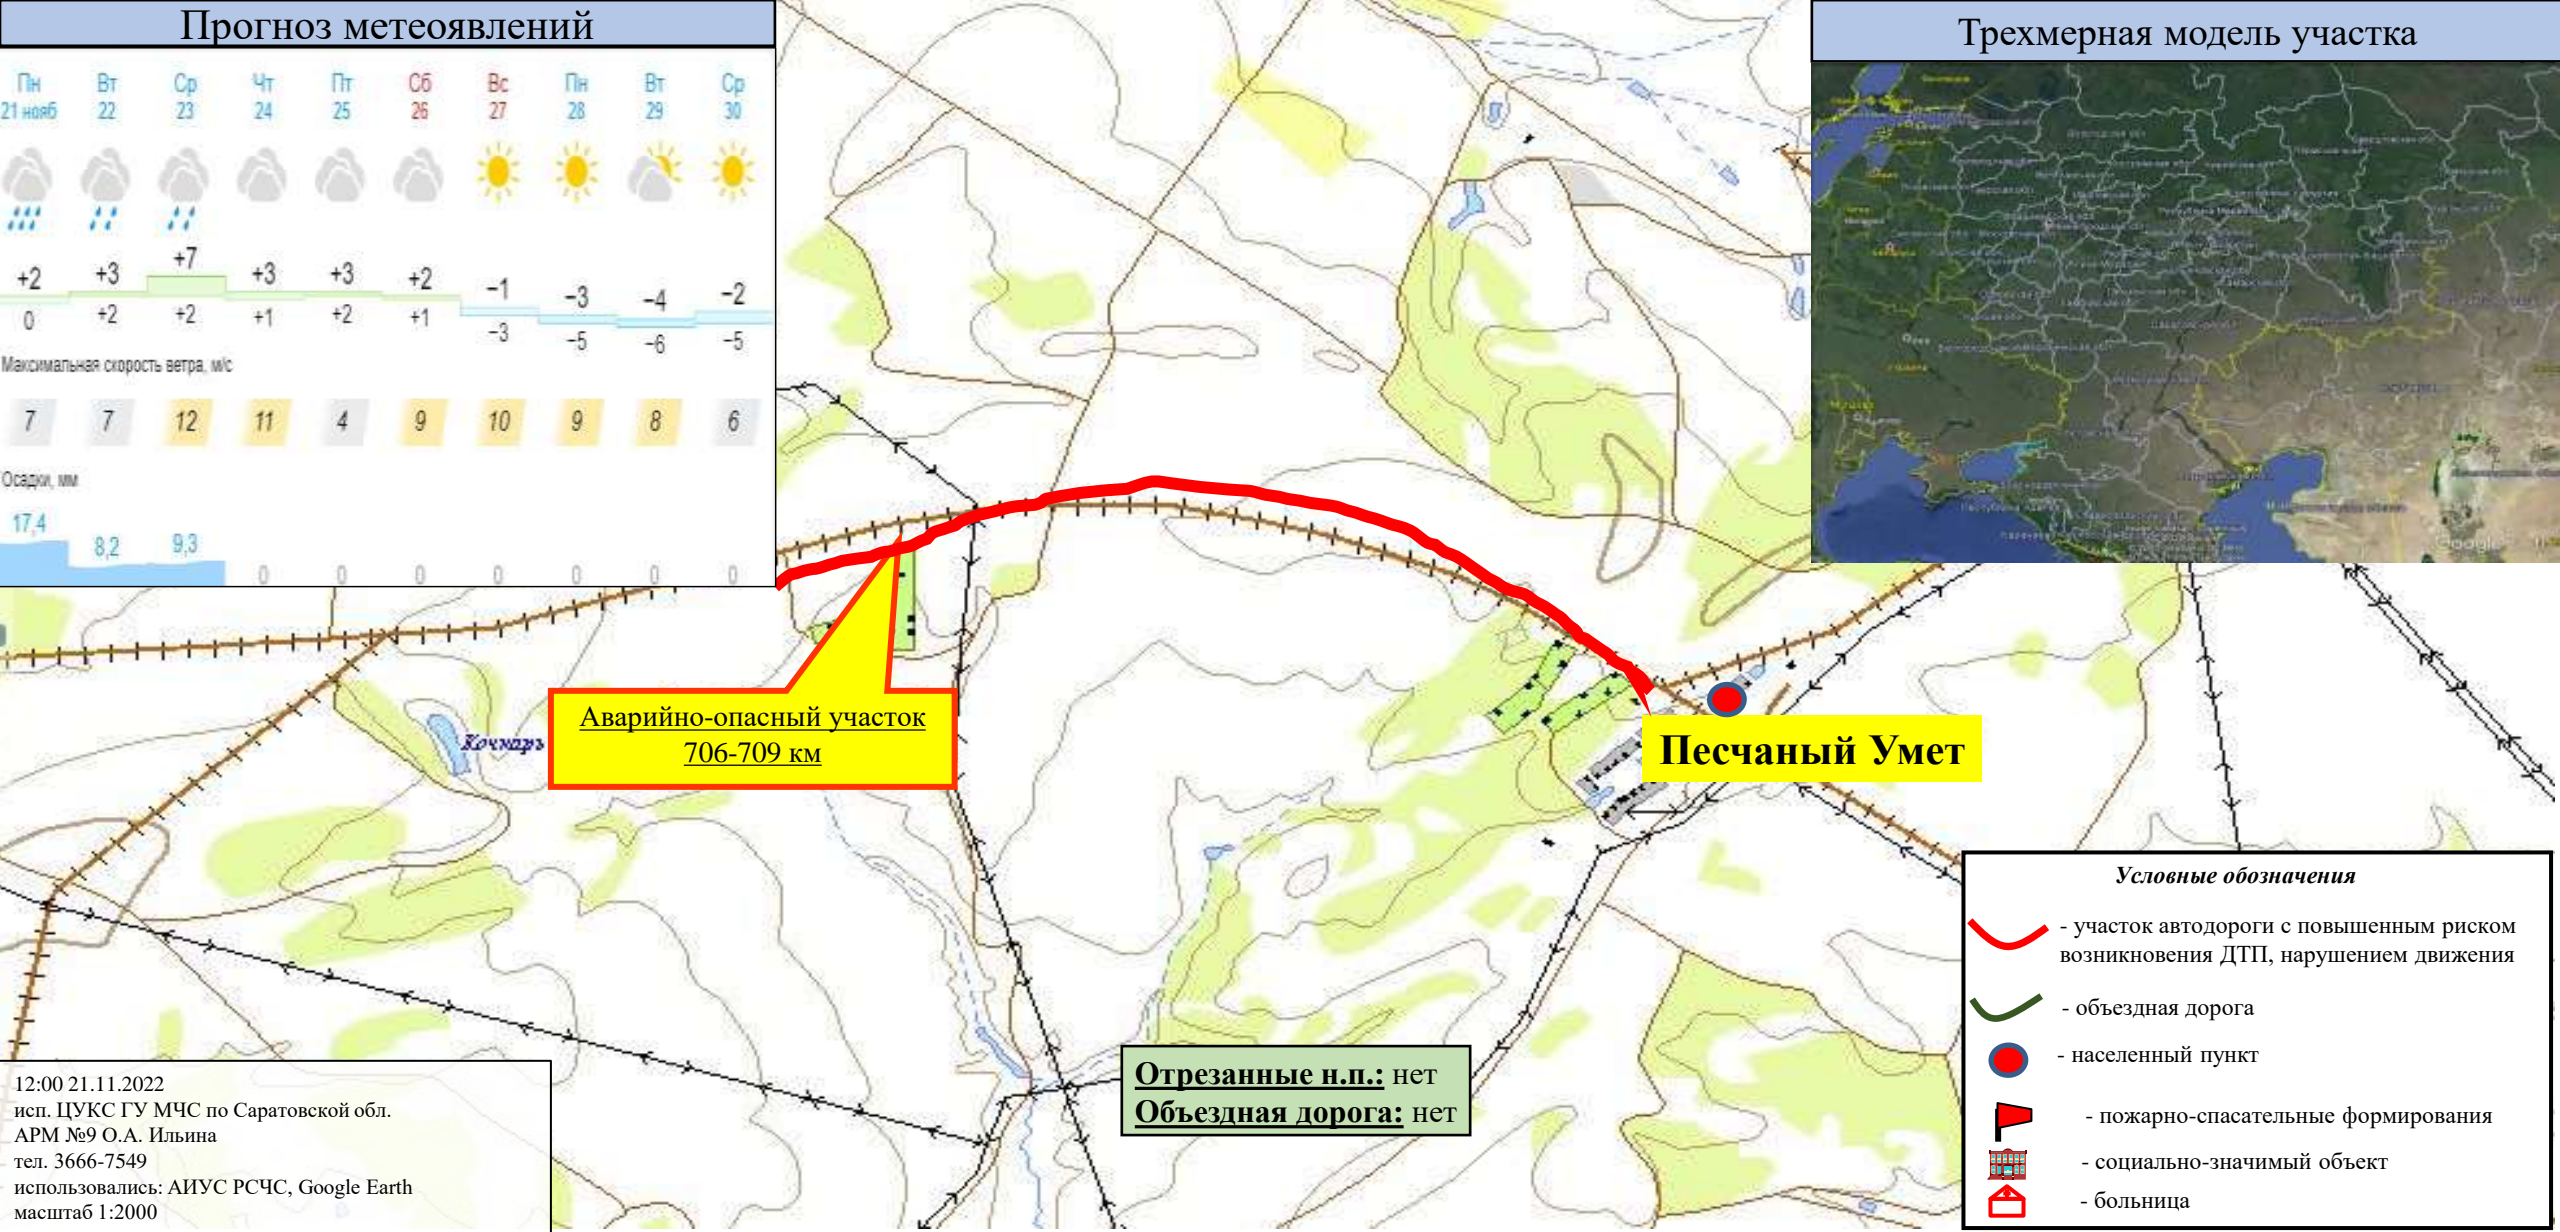 Прогноз метеоявлений
Пн Вт Ср Чт Пт Сб Вс Пн Вт Ср
21 нояб 22 23 24 25 26 27 28 29 30
+2 +3 +7 +3 +3 +2 −1 −3 −4 −2
0 +2 +2 +1 +2 +1 −3 −5 −6 −5
Максимальная скорость ветра, м/с
7 7 12 11 4 9 10 9 8 6
Осадки, мм
17,4 8,2 9,3 0 0 0 0 0 0 0
Трехмерная модель участка
Google
Аварийно-опасный участок
706-709 км
Кочкарь
Песчаный Умет
Отрезанные н.п.: нет
Объездная дорога: нет
12:00 21.11.2022
исп. ЦУКС ГУ МЧС по Саратовской обл.
АРМ №9 О.А. Ильина
тел. 3666-7549
использовались: АИУС РСЧС, Google Earth
масштаб 1:2000
Условные обозначения
- участок автодороги с повышенным риском
возникновения ДТП, нарушением движения
- объездная дорога
- населенный пункт
- пожарно-спасательные формирования
- социально-значимый объект
- больница